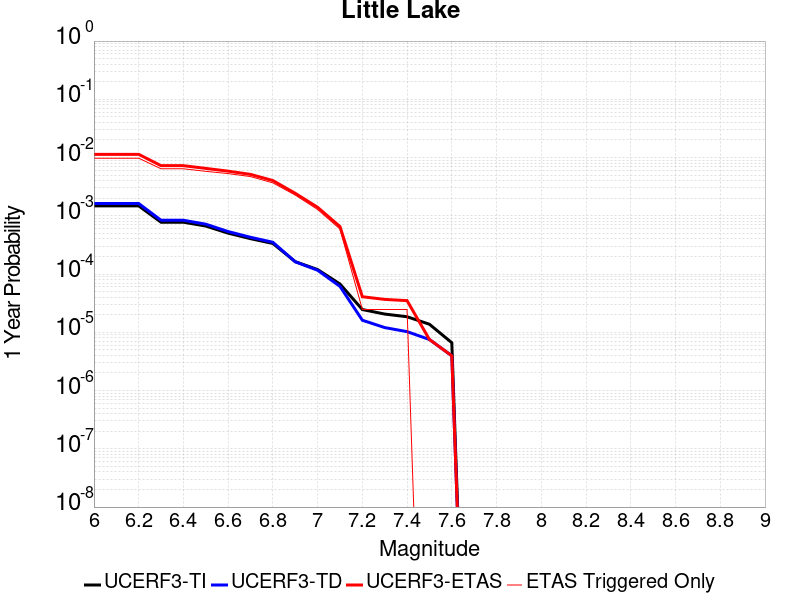 Little Lake
1 Year Probability
10^0
10^-1
10^-2
10^-3
10^-4
10^-5
10^-6
10^-7
10^-8
6 6.2 6.4 6.6 6.8 7 7.2 7.4 7.6 7.8 8 8.2 8.4 8.6 8.8 9
Magnitude
UCERF3-TI UCERF3-TD UCERF3-ETAS ETAS Triggered Only